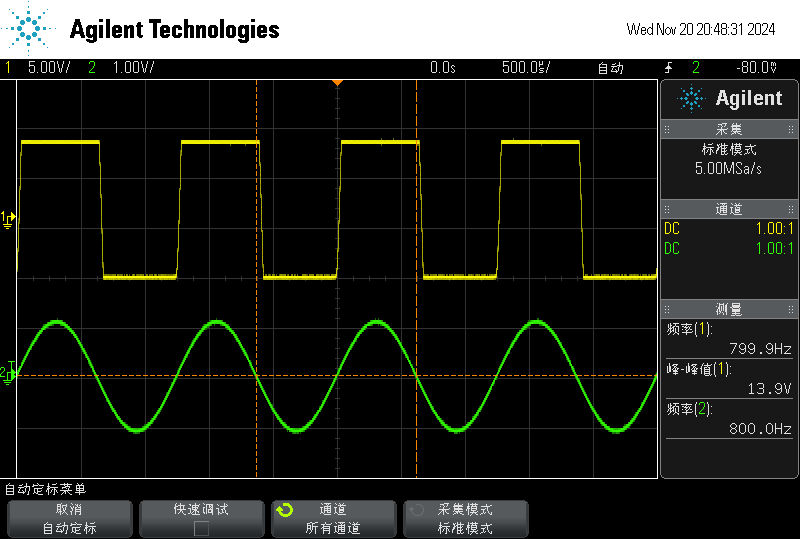 Agilent Technologies
Wed Nov 20 20:48:31 2024
1 5.00V/ 2 1.00V/ 0.0s 500.0µs/ 自动 2 -80.0mV
Agilent
采集
标准模式
5.00MSa/s
通道
DC 1.00:1
DC 1.00:1
测量
频率(1):
799.9Hz
峰-峰值(1):
13.9V
频率(2):
800.0Hz
1
T
2
自动定标菜单
取消
自动定标
快速调试
通道
所有通道
采集模式
标准模式